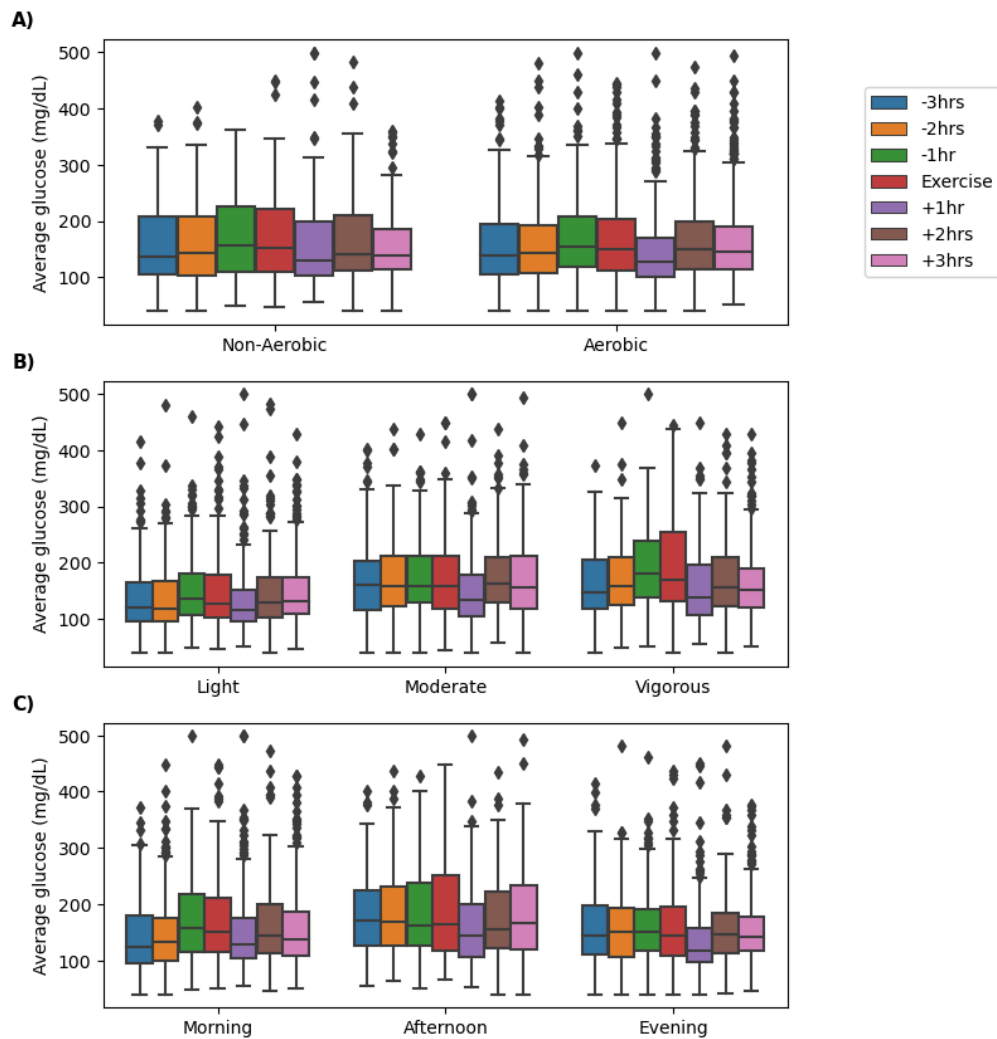 A)
Average glucose (mg/dL)
500
400
300
200
100
Non-Aerobic
Aerobic
-3hrs
-2hrs
-1hr
Exercise
+1hr
+2hrs
+3hrs
B)
Average glucose (mg/dL)
500
400
300
200
100
Light
Moderate
Vigorous
C)
Average glucose (mg/dL)
500
400
300
200
100
Morning
Afternoon
Evening